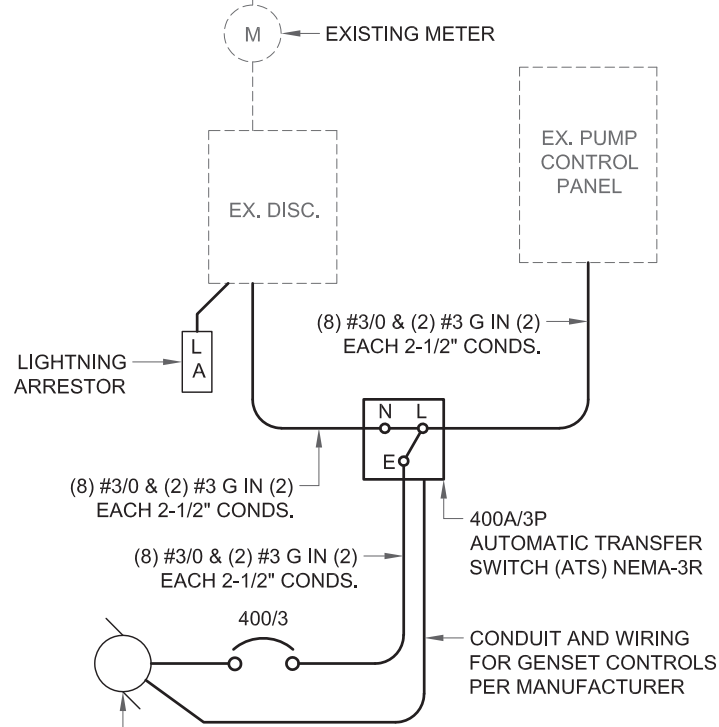 M
EXISTING METER
EX. DISC.
EX. PUMP
CONTROL
PANEL
(8) #3/0 & (2) #3 G IN (2)
EACH 2-1/2" CONDS.
LIGHTNING
ARRESTOR
L
A
N L
E
(8) #3/0 & (2) #3 G IN (2)
EACH 2-1/2" CONDS.
400A/3P
AUTOMATIC TRANSFER
SWITCH (ATS) NEMA-3R
(8) #3/0 & (2) #3 G IN (2)
EACH 2-1/2" CONDS.
400/3
CONDUIT AND WIRING
FOR GENSET CONTROLS
PER MANUFACTURER